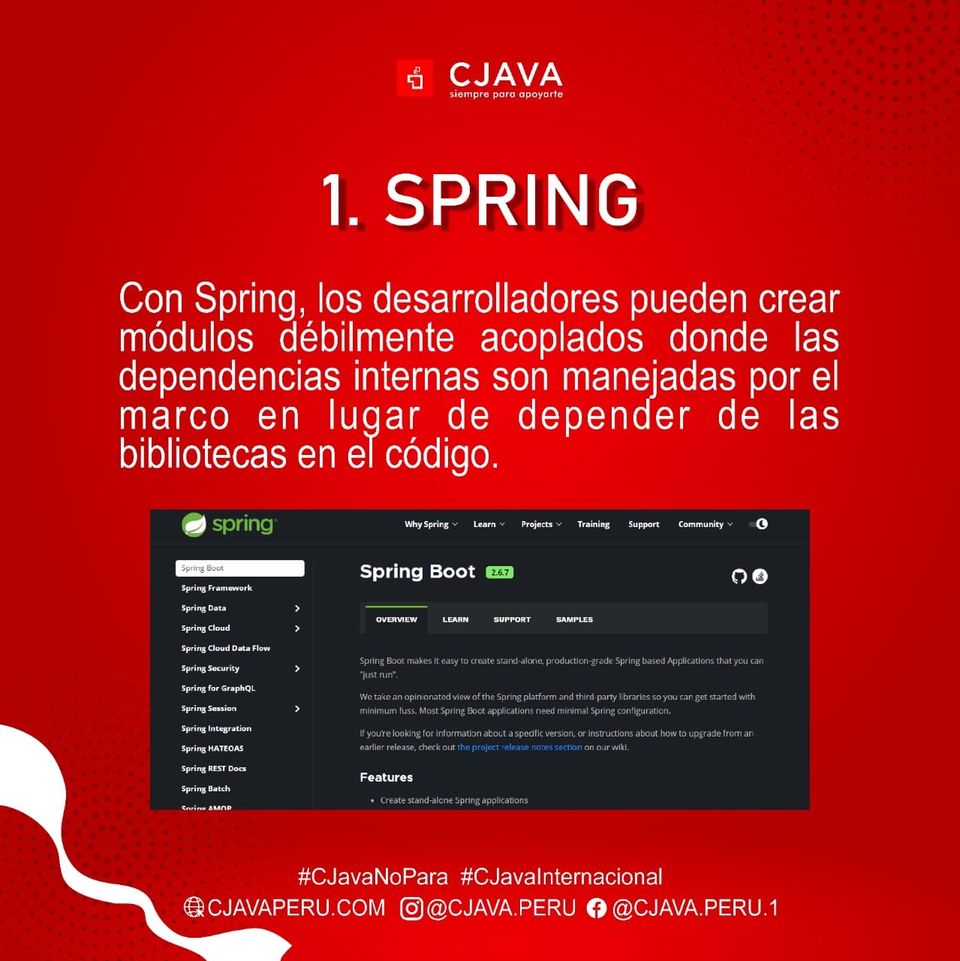 CJAVA
siempre para apoyarte
1. SPRING
Con Spring, los desarrolladores pueden crear
módulos débilmente acoplados donde las
dependencias internas son manejadas por el
marco en lugar de depender de las
bibliotecas en el código.
spring
Why Spring Learn Projects Training Support Community
Spring Boot
Spring Framework
Spring Data
Spring Cloud
Spring Cloud Data Flow
Spring Security
Spring for GraphQL
Spring Session
Spring Integration
Spring HATEOAS
Spring REST Docs
Spring Batch
Spring AMQP
Spring Boot 2.6.7
OVERVIEW LEARN SUPPORT SAMPLES
Spring Boot makes it easy to create stand-alone, production-grade Spring based Applications that you can
"just run".
We take an opinionated view of the Spring platform and third-party libraries so you can get started with
minimum fuss. Most Spring Boot applications need minimal Spring configuration.
If you're looking for information about a specific version, or instructions about how to upgrade from an
earlier release, check out the project release notes section on our wiki.
Features
• Create stand-alone Spring applications
#CJavaNoPara #CJavaInternacional
CJAVAPERU.COM @CJAVA.PERU @CJAVA.PERU.1